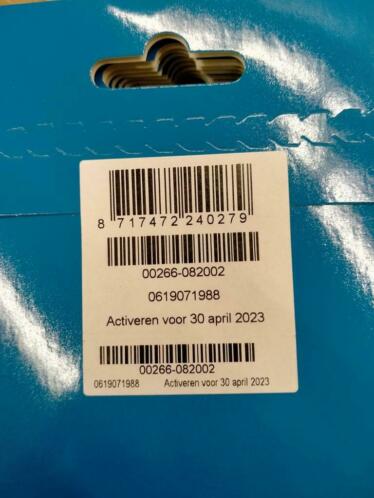 8 717472 240279
00266-082002
0619071988
Activeren voor 30 april 2023
00266-082002
0619071988 Activeren voor 30 april 2023